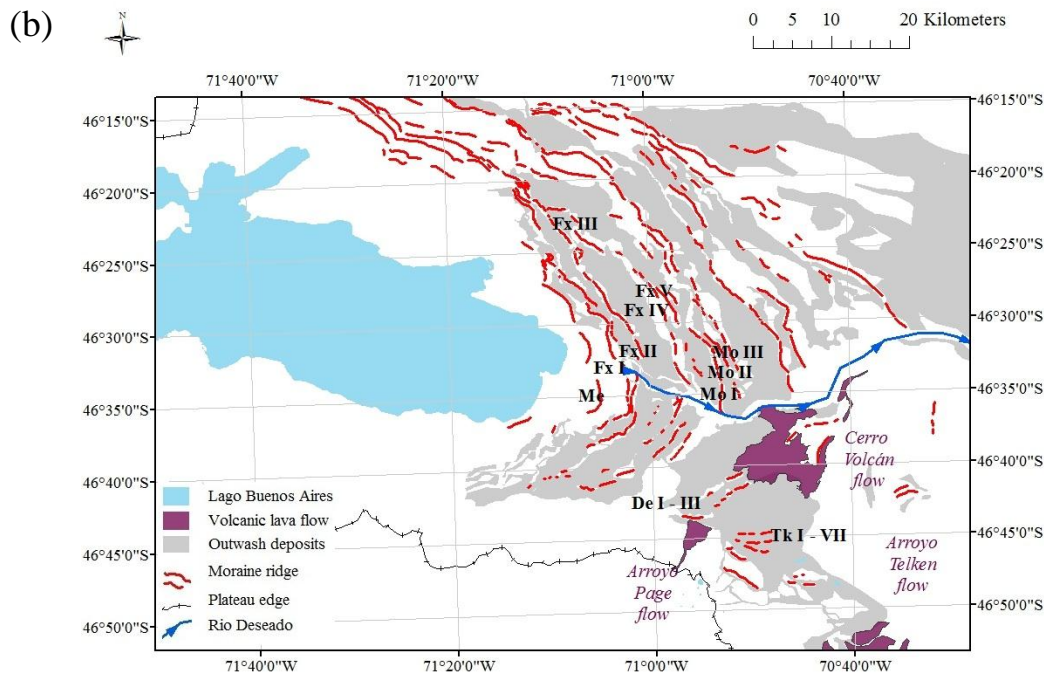 (b)
N
0 5 10 20 Kilometers
71°40'0"W 71°20'0"W 71°0'0"W 70°40'0"W
46°15'0"S 46°15'0"S
46°20'0"S 46°20'0"S
Fx III
46°25'0"S 46°25'0"S
Fx V
Fx IV
46°30'0"S 46°30'0"S
Fx II Mo III
Fx I Mo II
Me Mo I
46°35'0"S 46°35'0"S
Cerro
Volcán
flow
46°40'0"S 46°40'0"S
Lago Buenos Aires
De I - III
Volcanic lava flow
Outwash deposits
Tk I - VII
46°45'0"S 46°45'0"S
Moraine ridge
Arroyo
Page
flow
Arroyo
Telken
flow
Plateau edge
46°50'0"S 46°50'0"S
Rio Deseado
71°40'0"W 71°20'0"W 71°0'0"W 70°40'0"W